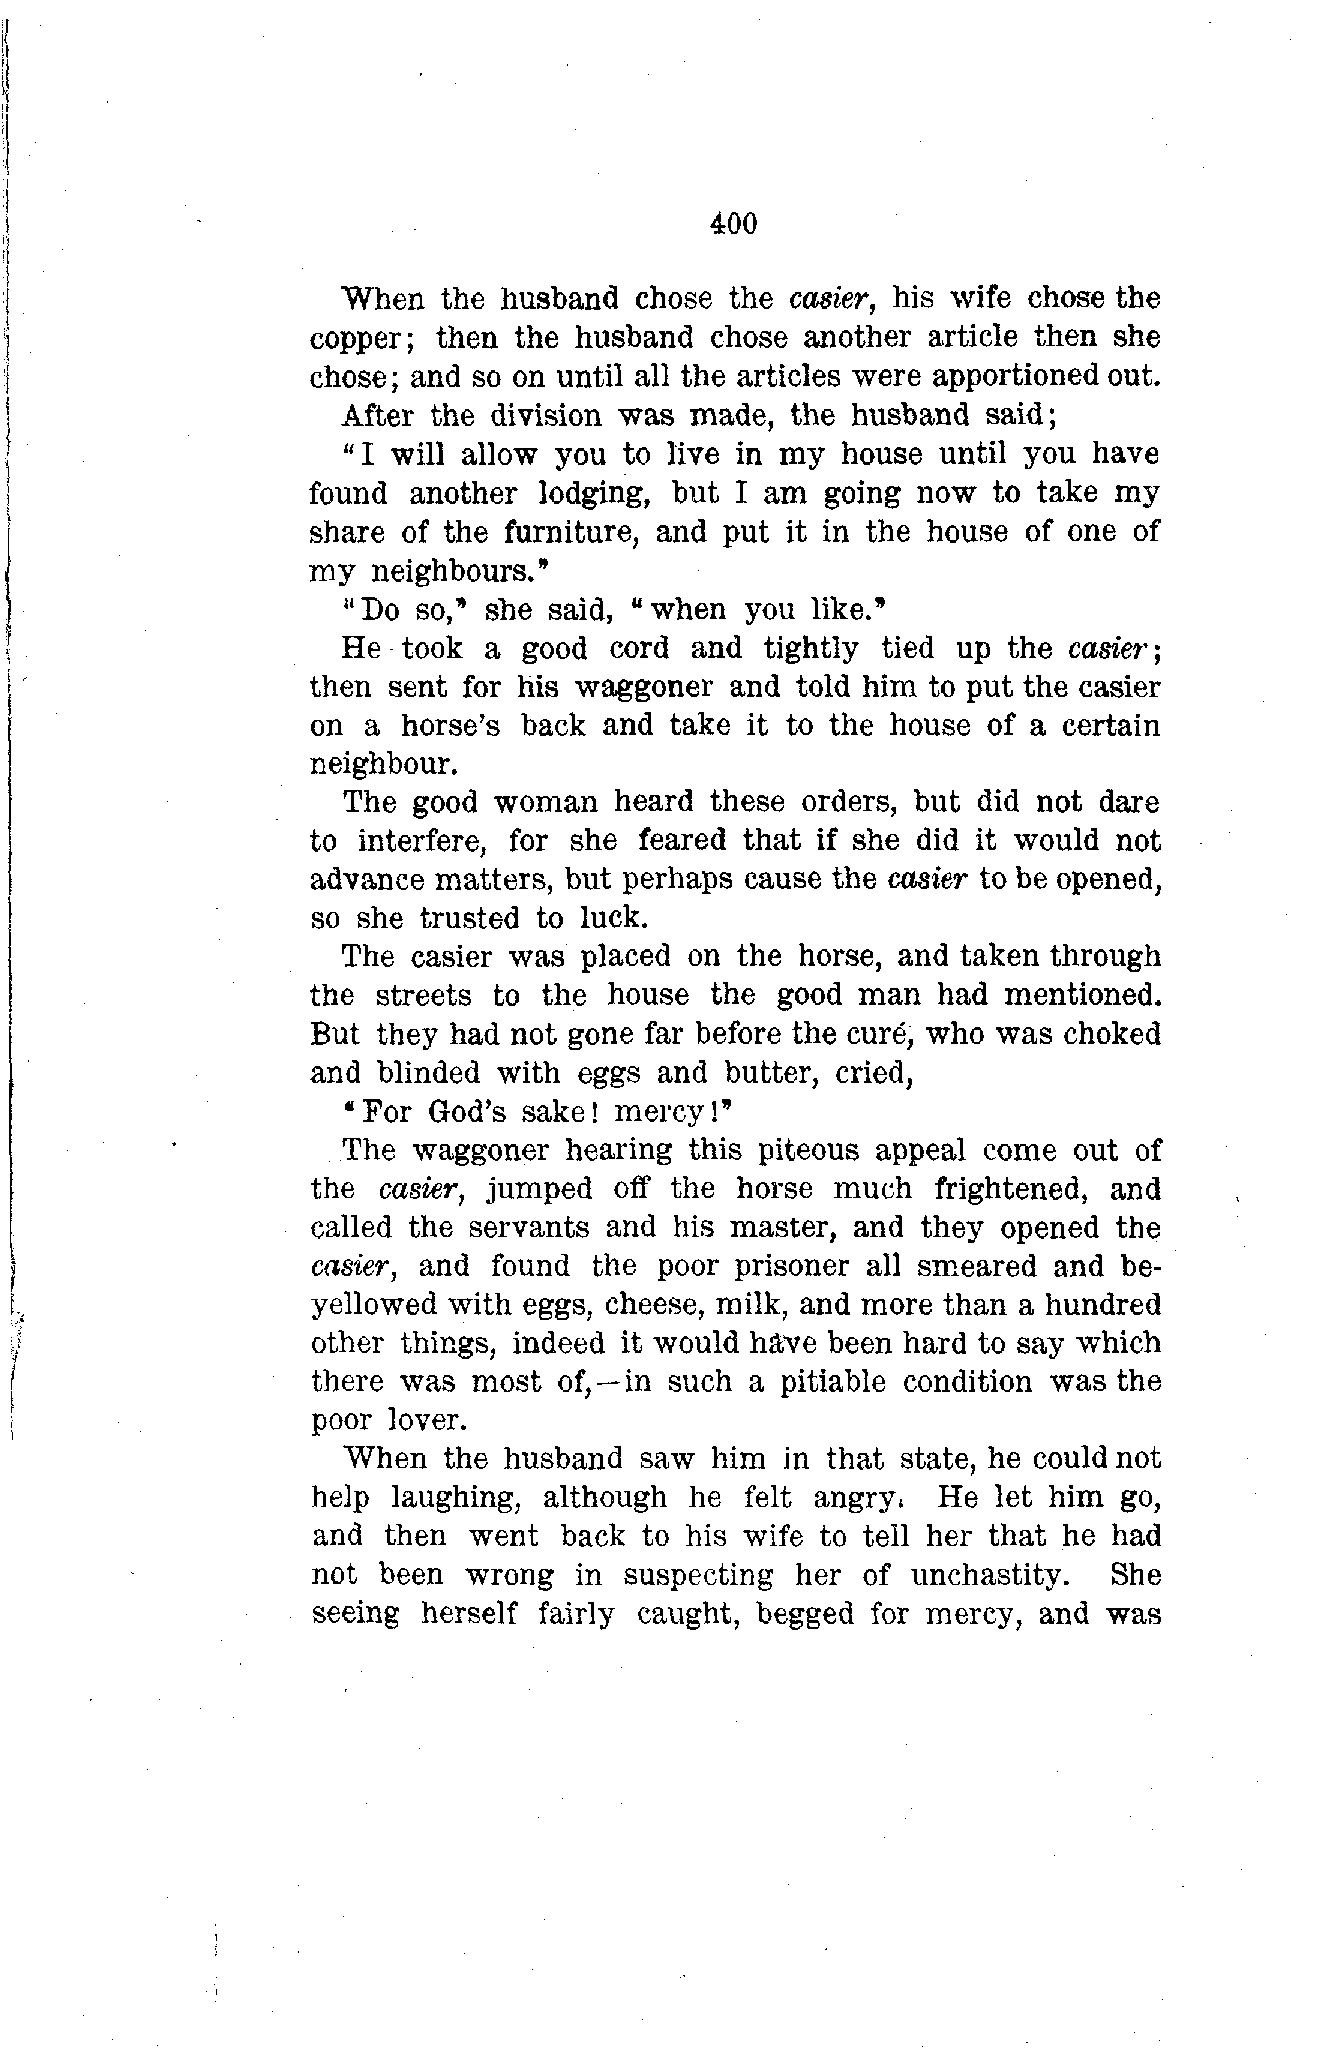 400
When the husband chose the casier, his wife chose the
copper; then the husband chose another article then she
chose; and so on until all the articles were apportioned out.
After the division was made, the husband said;
"I will allow you to live in my house until you have
found another lodging, but I am going now to take my
share of the furniture, and put it in the house of one of
my neighbours."
"Do so," she said, "when you like."
He took a good cord and tightly tied up the casier;
then sent for his waggoner and told him to put the casier
on a horse's back and take it to the house of a certain
neighbour.
The good woman heard these orders, but did not dare
to interfere, for she feared that if she did it would not
advance matters, but perhaps cause the casier to be opened,
so she trusted to luck.
The casier was placed on the horse, and taken through
the streets to the house the good man had mentioned.
But they had not gone far before the curé, who was choked
and blinded with eggs and butter, cried,
"For God's sake! mercy!"
The waggoner hearing this piteous appeal come out of
the casier, jumped off the horse much frightened, and
called the servants and his master, and they opened the
casier, and found the poor prisoner all smeared and be-
yellowed with eggs, cheese, milk, and more than a hundred
other things, indeed it would have been hard to say which
there was most of,—in such a pitiable condition was the
poor lover.
When the husband saw him in that state, he could not
help laughing, although he felt angry. He let him go,
and then went back to his wife to tell her that he had
not been wrong in suspecting her of unchastity. She
seeing herself fairly caught, begged for mercy, and was